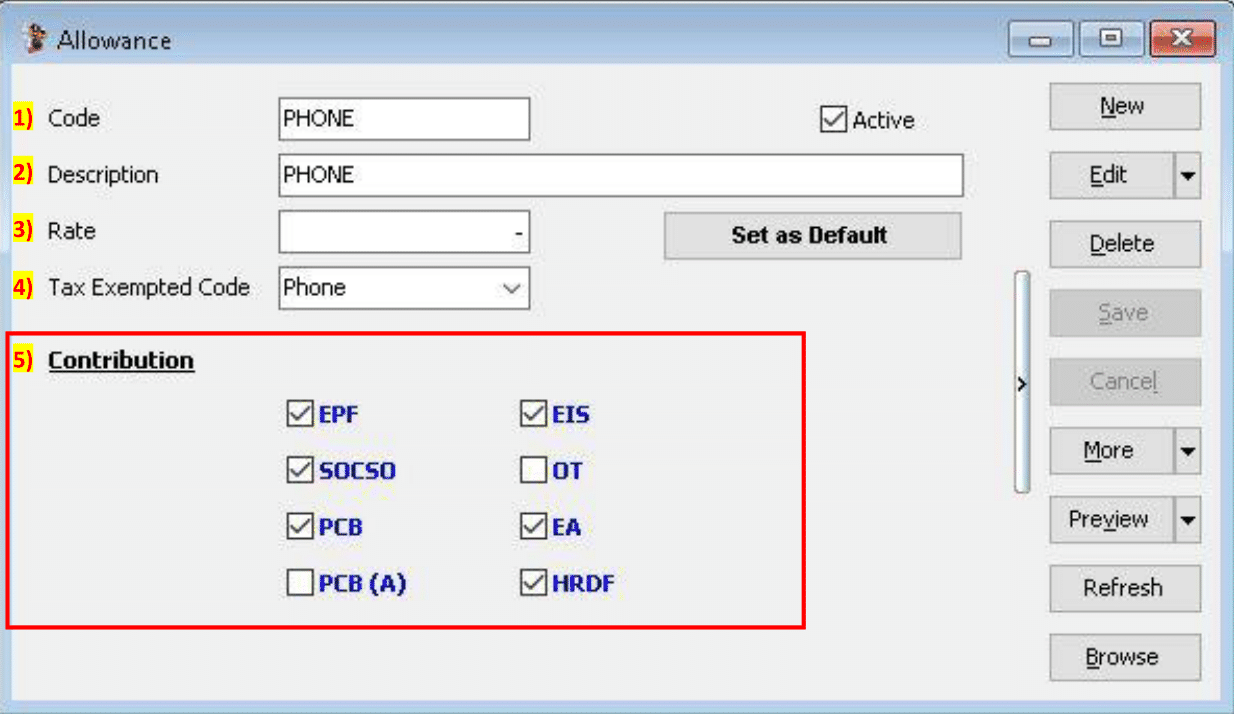 Allowance
1) Code PHONE Active New
2) Description PHONE Edit
3) Rate - Set as Default Delete
4) Tax Exempted Code Phone Save
5) Contribution Cancel
EPF EIS
SOCSO OT More
PCB EA Preview
PCB (A) HRDF Refresh
Browse